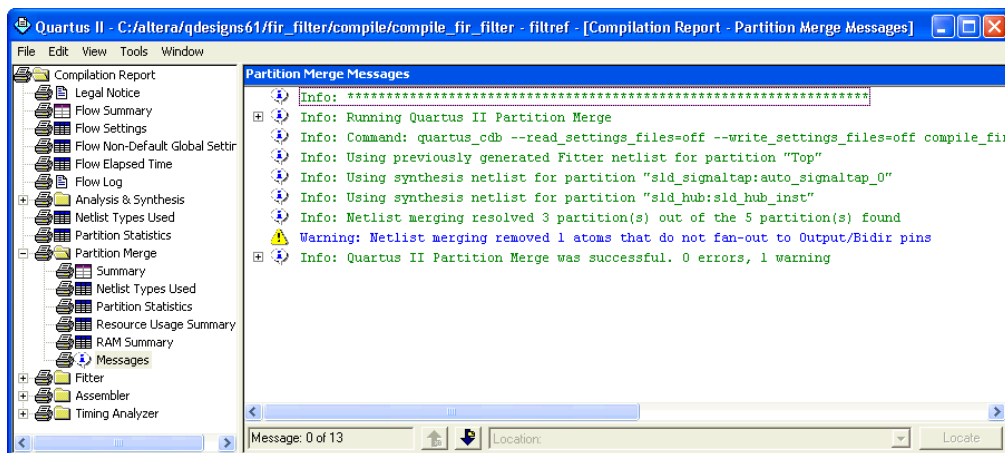 Quartus II - C:/altera/qdesigns61/fir_filter/compile/compile_fir_filter - filtref - [Compilation Report - Partition Merge Messages]
File Edit View Tools Window
Compilation Report
Legal Notice
Flow Summary
Flow Settings
Flow Non-Default Global Settir
Flow Elapsed Time
Flow Log
Analysis & Synthesis
Netlist Types Used
Partition Statistics
Partition Merge
Summary
Netlist Types Used
Partition Statistics
Resource Usage Summary
RAM Summary
Messages
Fitter
Assembler
Timing Analyzer
Partition Merge Messages
Info: *******************************************************************
Info: Running Quartus II Partition Merge
Info: Command: quartus_cdb --read_settings_files=off --write_settings_files=off compile_fir
Info: Using previously generated Fitter netlist for partition "Top"
Info: Using synthesis netlist for partition "sld_signaltap:auto_signaltap_0"
Info: Using synthesis netlist for partition "sld_hub:sld_hub_inst"
Info: Netlist merging resolved 3 partition(s) out of the 5 partition(s) found
Warning: Netlist merging removed 1 atoms that do not fan-out to Output/Bidir pins
Info: Quartus II Partition Merge was successful. 0 errors, 1 warning
Message: 0 of 13
Location:
Locate